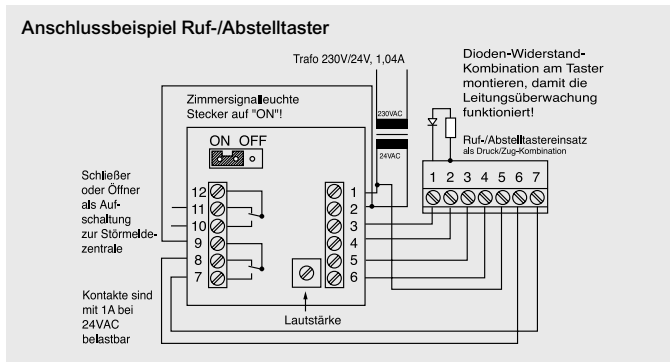 Anschlussbeispiel Ruf-/Abstelltaster
Trafo 230V/24V, 1,04A
Dioden-Widerstand-
Kombination am Taster
montieren, damit die
Leitungsüberwachung
funktioniert!
Zimmersignalleuchte
Stecker auf "ON"!
230VAC
24VAC
Ruf-/Abstelltastereinsatz
als Druck/Zug-Kombination
ON OFF
1 2 3 4 5 6 7
Schließer
oder Öffner
als Auf-
schaltung
zur Störmelde-
zentrale
12
11
10
9
8
7
1
2
3
4
5
6
Kontakte sind
mit 1A bei
24VAC
belastbar
Lautstärke